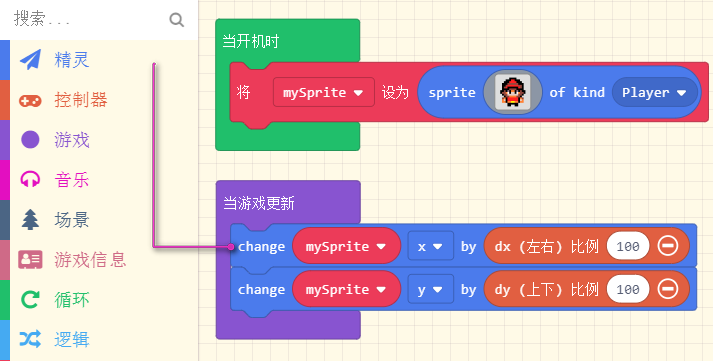 搜索...
精灵
控制器
游戏
音乐
场景
游戏信息
循环
逻辑
当开机时
将 mySprite 设为 sprite of kind Player
当游戏更新
change mySprite x by dx (左右) 比例 100
change mySprite y by dy (上下) 比例 100